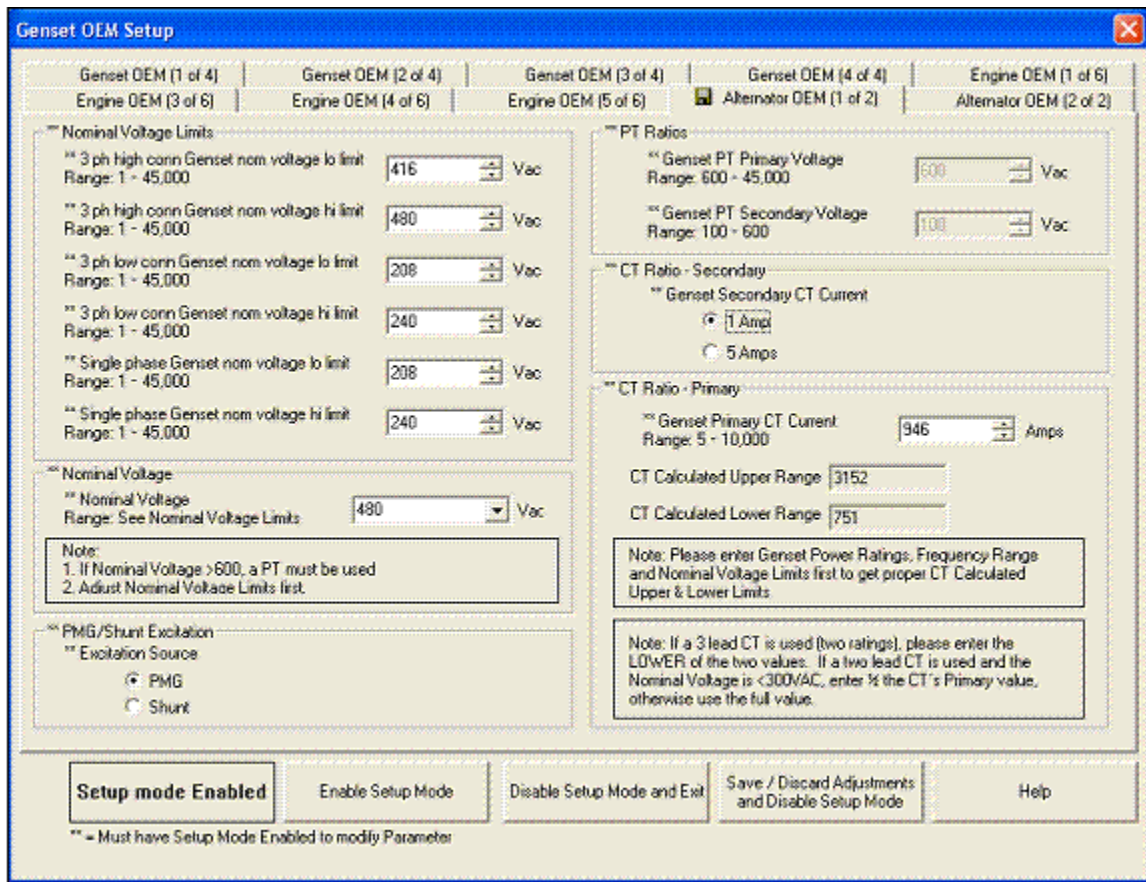 Genset OEM Setup
Genset OEM (1 of 4)
Genset OEM (2 of 4)
Genset OEM (3 of 4)
Genset OEM (4 of 4)
Engine OEM (1 of 6)
Engine OEM (3 of 6)
Engine OEM (4 of 6)
Engine OEM (5 of 6)
Alternator OEM (1 of 2)
Alternator OEM (2 of 2)
** Nominal Voltage Limits
** 3 ph high conn Genset nom voltage lo limit
Range: 1 - 45,000
416 Vac
** 3 ph high conn Genset nom voltage hi limit
Range: 1 - 45,000
480 Vac
** 3 ph low conn Genset nom voltage lo limit
Range: 1 - 45,000
208 Vac
** 3 ph low conn Genset nom voltage hi limit
Range: 1 - 45,000
240 Vac
** Single phase Genset nom voltage lo limit
Range: 1 - 45,000
208 Vac
** Single phase Genset nom voltage hi limit
Range: 1 - 45,000
240 Vac
** Nominal Voltage
** Nominal Voltage
Range: See Nominal Voltage Limits
480 Vac
Note:
1. If Nominal Voltage >600, a PT must be used
2. Adjust Nominal Voltage Limits first.
** PMG/Shunt Excitation
** Excitation Source
PMG
Shunt
** PT Ratios
** Genset PT Primary Voltage
Range: 600 - 45,000
600 Vac
** Genset PT Secondary Voltage
Range: 100 - 600
100 Vac
** CT Ratio - Secondary
** Genset Secondary CT Current
1 Amp
5 Amps
** CT Ratio - Primary
** Genset Primary CT Current
Range: 5 - 10,000
946 Amps
CT Calculated Upper Range 3152
CT Calculated Lower Range 751
Note: Please enter Genset Power Ratings, Frequency Range
and Nominal Voltage Limits first to get proper CT Calculated
Upper & Lower Limits
Note: If a 3 lead CT is used (two ratings), please enter the
LOWER of the two values. If a two lead CT is used and the
Nominal Voltage is <300VAC, enter ½ the CT's Primary value,
otherwise use the full value.
Setup mode Enabled
Enable Setup Mode
Disable Setup Mode and Exit
Save / Discard Adjustments
and Disable Setup Mode
Help
** = Must have Setup Mode Enabled to modify Parameter